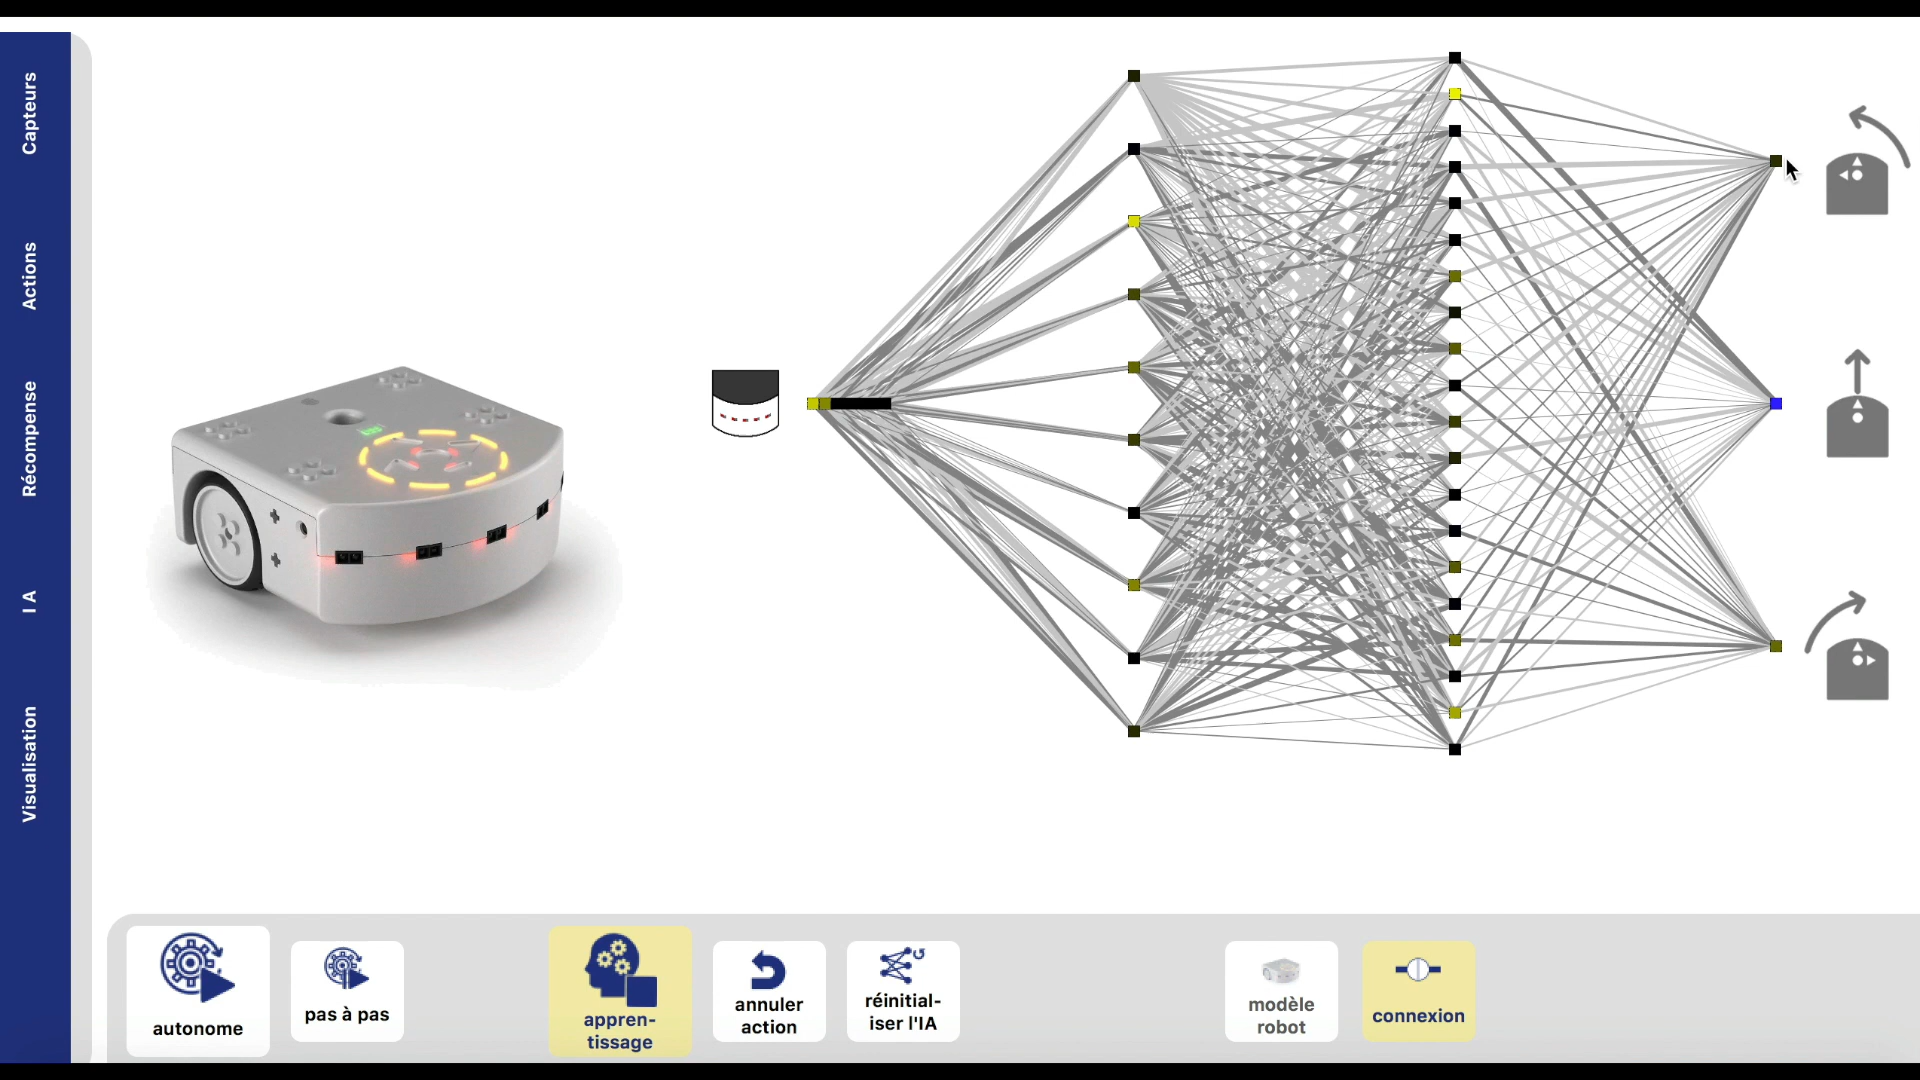 Capteurs
Actions
Récompense
I A
Visualisation
autonome
pas à pas
appren-
tissage
annuler
action
réinitial-
iser l'IA
modèle
robot
connexion